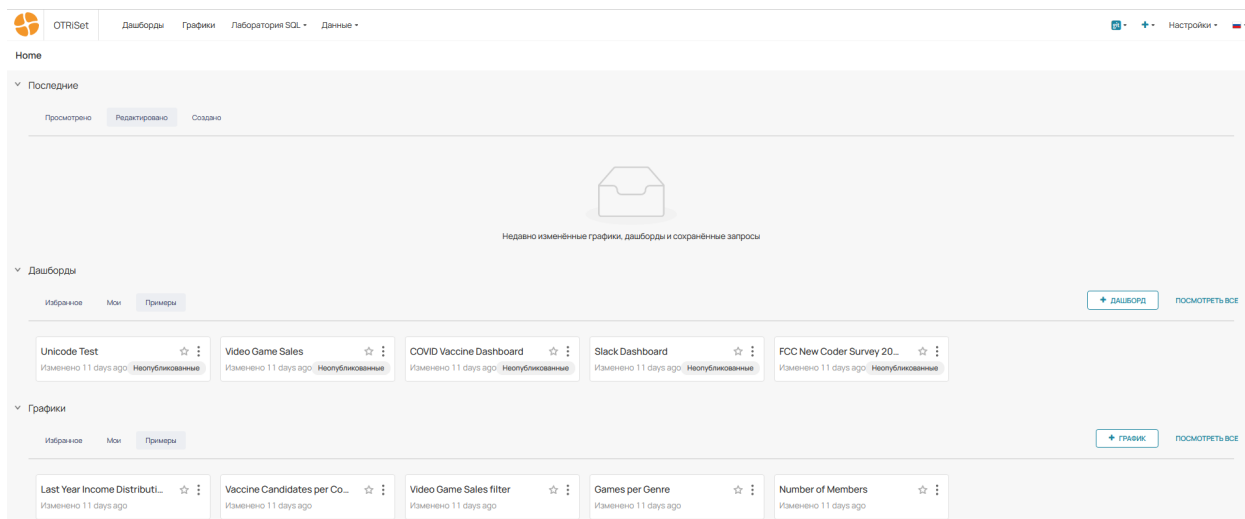 OTRiSet Дашборды Графики Лаборатория SQL Данные git Настройки
Home
Последние
Просмотрено Редактировано Создано
Недавно изменённые графики, дашборды и сохранённые запросы
Дашборды
Избранное Мои Примеры + ДАШБОРД ПОСМОТРЕТЬ ВСЕ
Unicode Test Video Game Sales COVID Vaccine Dashboard Slack Dashboard FCC New Coder Survey 20...
Изменено 11 days ago Неопубликованные Изменено 11 days ago Неопубликованные Изменено 11 days ago Неопубликованные Изменено 11 days ago Неопубликованные Изменено 11 days ago Неопубликованные
Графики
Избранное Мои Примеры + ГРАФИК ПОСМОТРЕТЬ ВСЕ
Last Year Income Distributi... Vaccine Candidates per Co... Video Game Sales filter Games per Genre Number of Members
Изменено 11 days ago Изменено 11 days ago Изменено 11 days ago Изменено 11 days ago Изменено 11 days ago